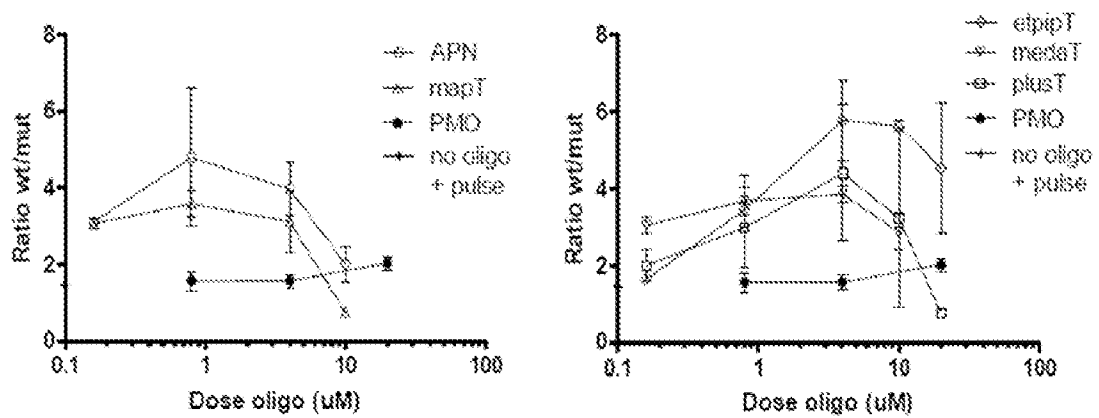 8
6
4
2
0
Ratio wt/mut
0.1 1 10 100
Dose oligo (uM)
APN
mapT
PMO
no oligo
+ pulse
8
6
4
2
0
Ratio wt/mut
0.1 1 10 100
Dose oligo (uM)
etpipT
medaT
plusT
PMO
no oligo
+ pulse